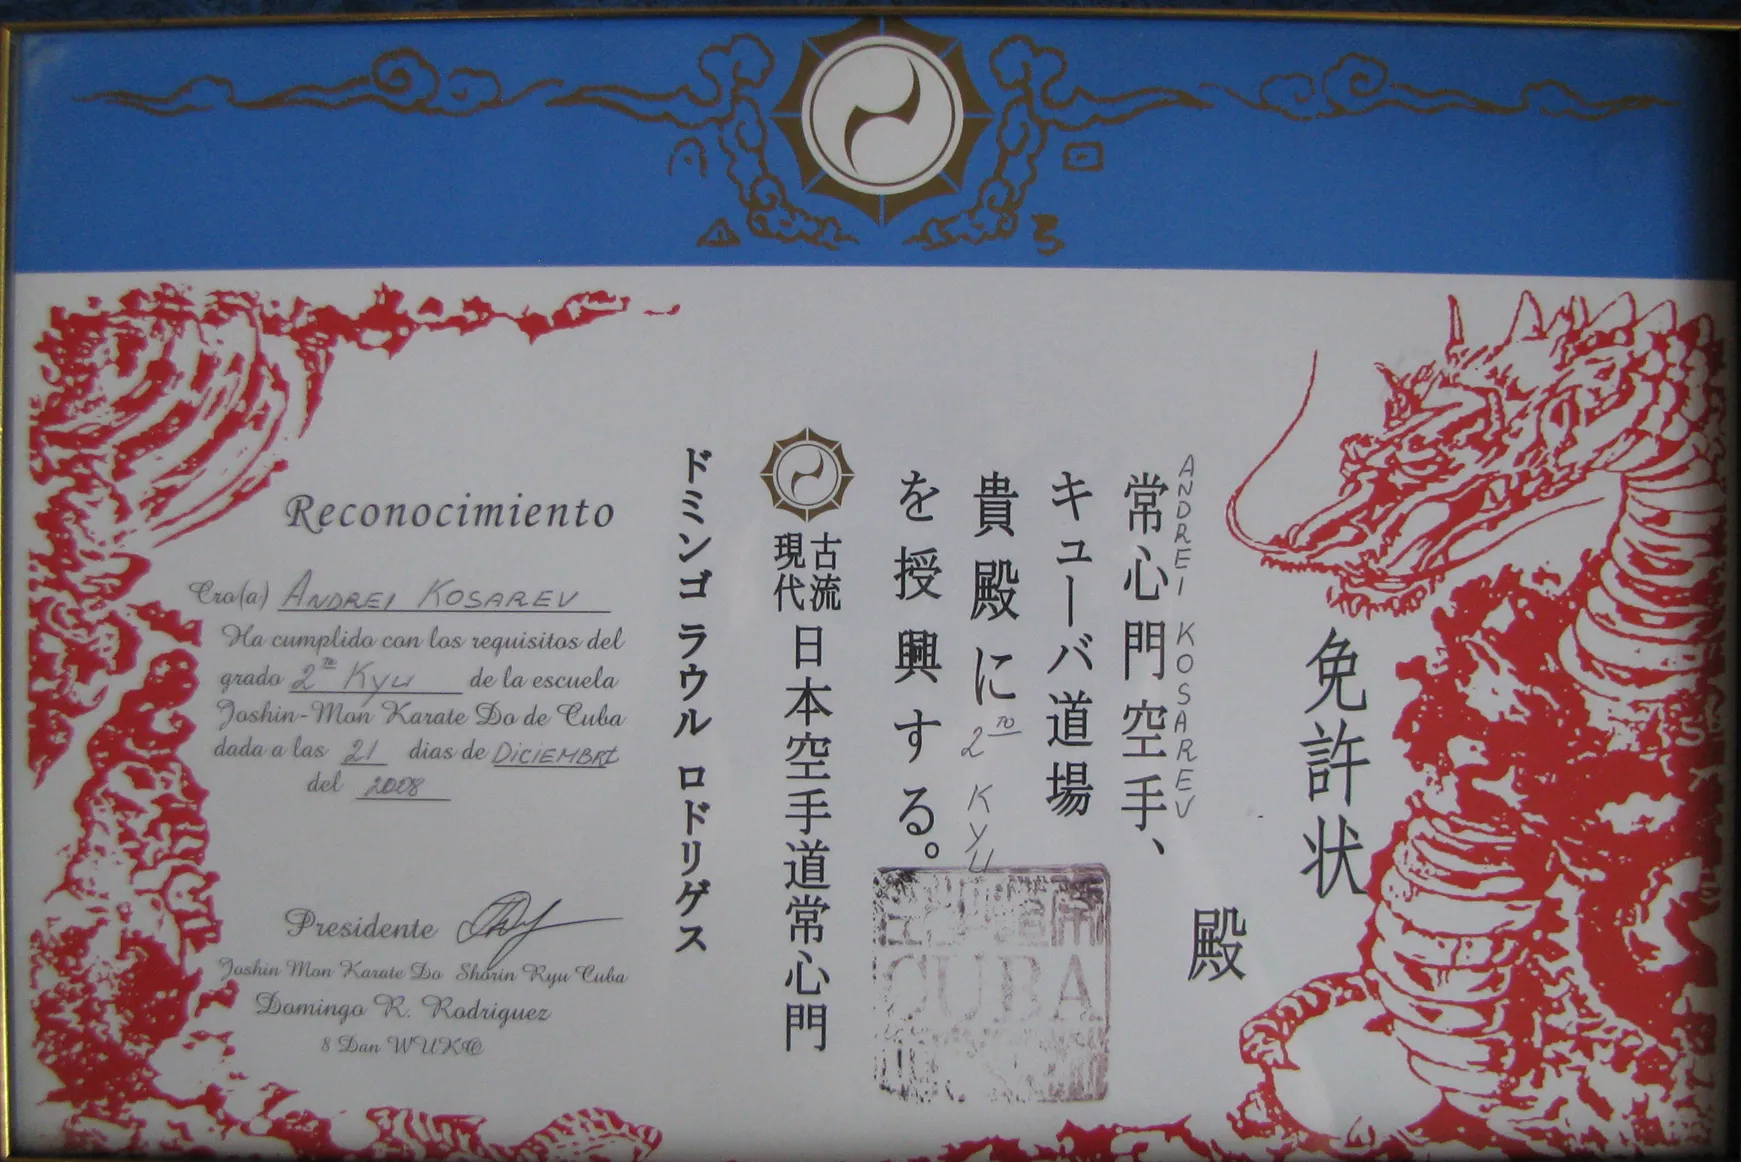 Reconocimiento
Cro(a) ANDREI KOSAREV
Ha cumplido con los requisitos del
grado 2 TO Kyu de la escuela
Joshin-Mon Karate Do de Cuba
dada a las 21 dias de DICIEMBRE
del 2008
Presidente
Joshin Mon Karate Do Shorin Ryu Cuba
Domingo R. Rodriguez
8 Dan WUKO
免許状
殿
ANDREI KOSAREV
常心門空手、
キューバ道場
貴殿に 2 TO KYU
を授興する。
古流
現代
日本空手道常心門
ドミンゴ ラウル ロドリゲス
CUBA